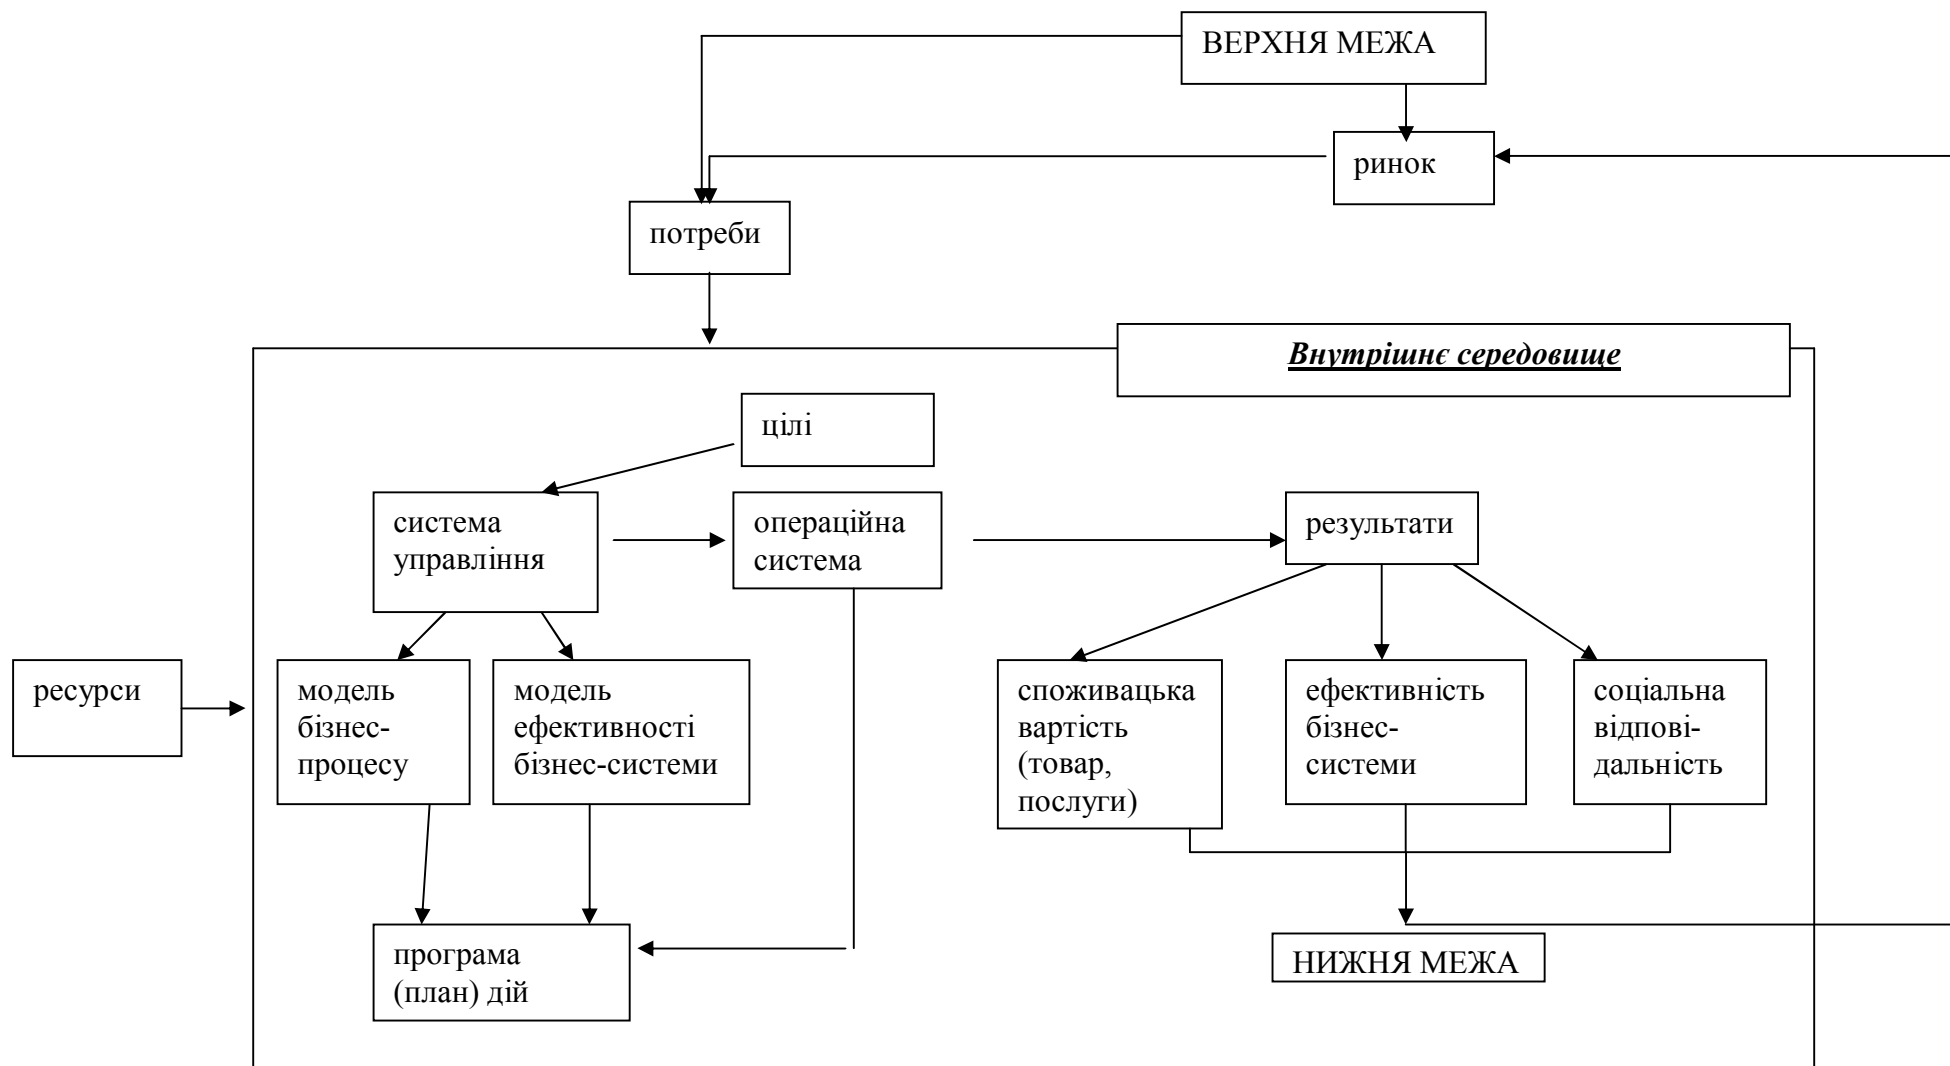 ВЕРХНЯ МЕЖА
ринок
потреби
Внутрішнє середовище
цілі
система
управління
операційна
система
результати
ресурси
модель
бізнес-
процесу
модель
ефективності
бізнес-системи
споживацька
вартість
(товар,
послуги)
ефективність
бізнес-
системи
соціальна
відпові-
дальність
програма
(план) дій
НИЖНЯ МЕЖА